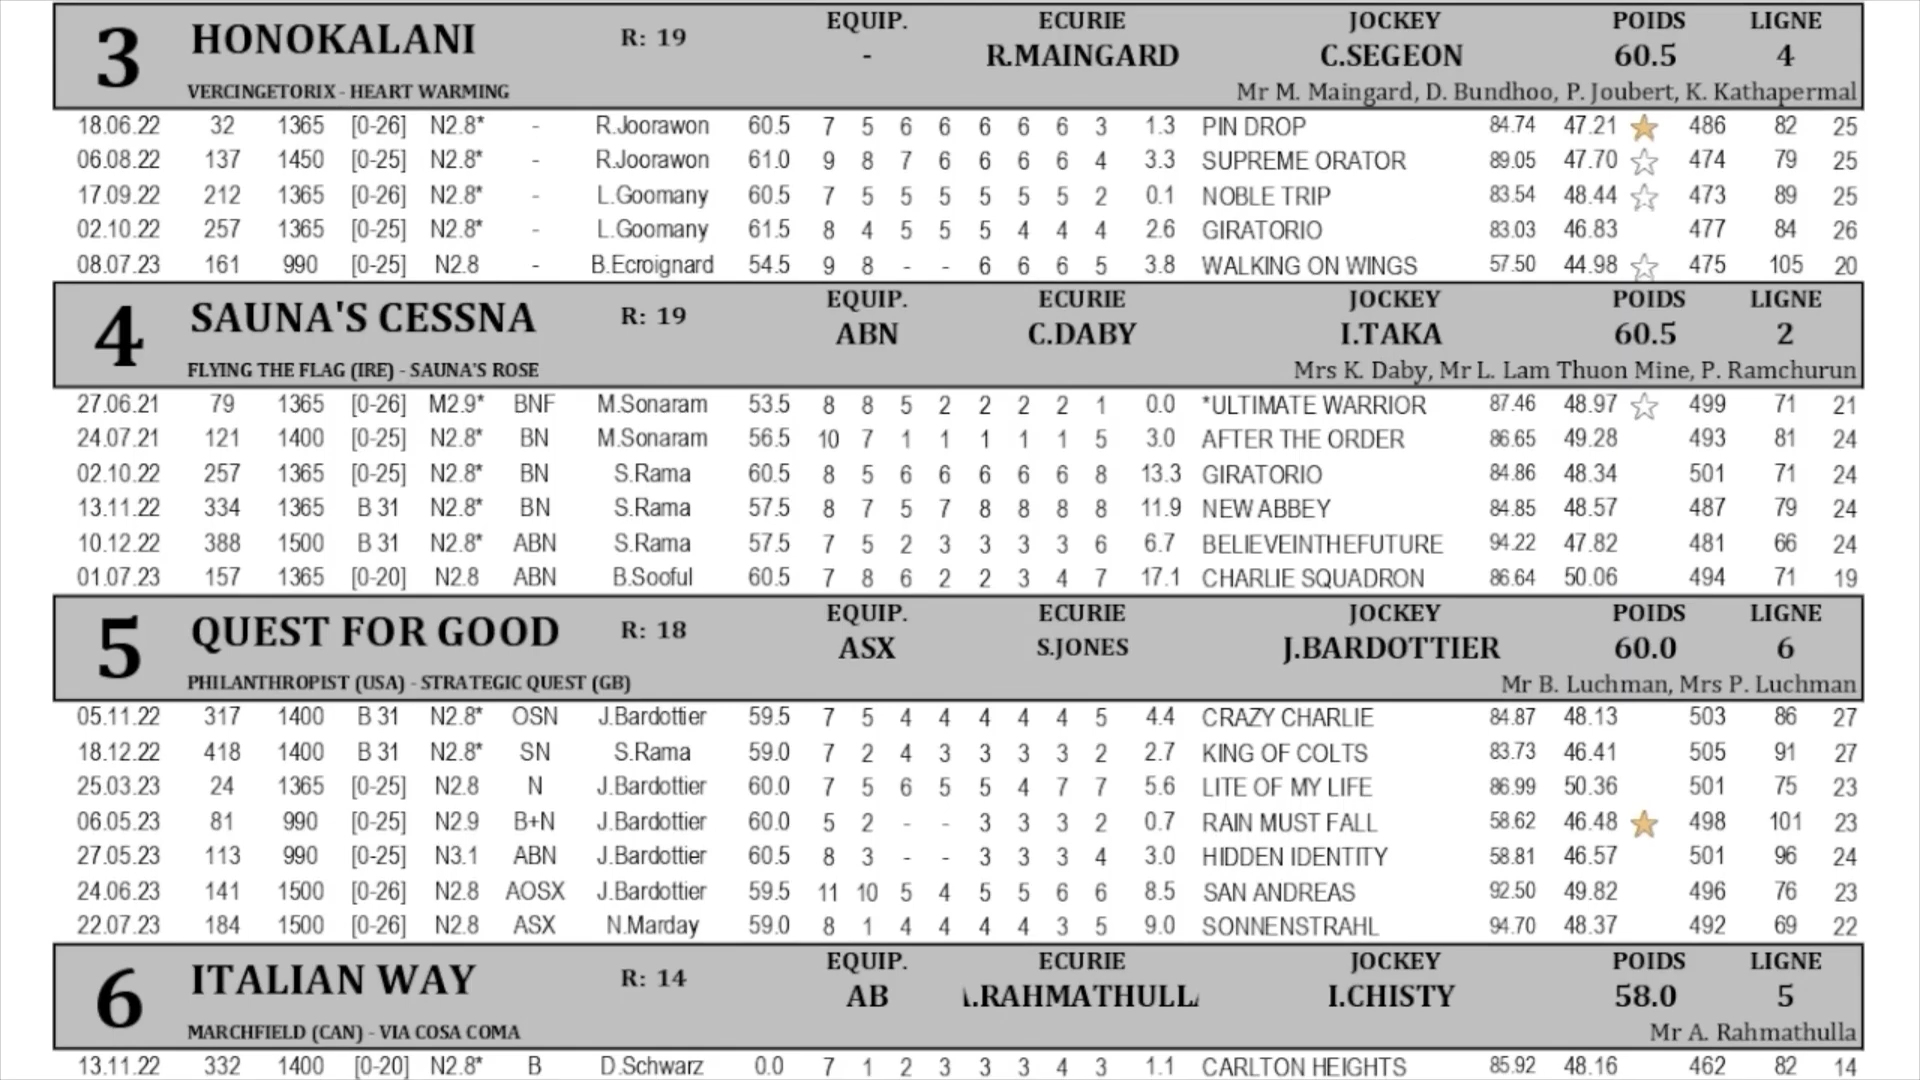 3 HONOKALANI R: 19 EQUIP. - ECURIE R.MAINGARD JOCKEY C.SEGEON POIDS 60.5 LIGNE 4
VERCINGETORIX - HEART WARMING Mr M. Maingard, D. Bundhoo, P. Joubert, K. Kathapermal
18.06.22 32 1365 [0-26] N2.8* - R.Joorawon 60.5 7 5 6 6 6 6 6 3 1.3 PIN DROP 84.74 47.21 486 82 25
06.08.22 137 1450 [0-25] N2.8* - R.Joorawon 61.0 9 8 7 6 6 6 6 4 3.3 SUPREME ORATOR 89.05 47.70 474 79 25
17.09.22 212 1365 [0-26] N2.8* - L.Goomany 60.5 7 5 5 5 5 5 5 2 0.1 NOBLE TRIP 83.54 48.44 473 89 25
02.10.22 257 1365 [0-25] N2.8* - L.Goomany 61.5 8 4 5 5 5 4 4 4 2.6 GIRATORIO 83.03 46.83 477 84 26
08.07.23 161 990 [0-25] N2.8 - B.Ecroignard 54.5 9 8 - - 6 6 6 5 3.8 WALKING ON WINGS 57.50 44.98 475 105 20
4 SAUNA'S CESSNA R: 19 EQUIP. ABN ECURIE C.DABY JOCKEY I.TAKA POIDS 60.5 LIGNE 2
FLYING THE FLAG (IRE) - SAUNA'S ROSE Mrs K. Daby, Mr L. Lam Thuon Mine, P. Ramchurun
27.06.21 79 1365 [0-26] M2.9* BNF M.Sonaram 53.5 8 8 5 2 2 2 2 1 0.0 *ULTIMATE WARRIOR 87.46 48.97 499 71 21
24.07.21 121 1400 [0-25] N2.8* BN M.Sonaram 56.5 10 7 1 1 1 1 1 5 3.0 AFTER THE ORDER 86.65 49.28 493 81 24
02.10.22 257 1365 [0-25] N2.8* BN S.Rama 60.5 8 5 6 6 6 6 6 8 13.3 GIRATORIO 84.86 48.34 501 71 24
13.11.22 334 1365 B 31 N2.8* BN S.Rama 57.5 8 7 5 7 8 8 8 8 11.9 NEW ABBEY 84.85 48.57 487 79 24
10.12.22 388 1500 B 31 N2.8* ABN S.Rama 57.5 7 5 2 3 3 3 3 6 6.7 BELIEVEINTHEFUTURE 94.22 47.82 481 66 24
01.07.23 157 1365 [0-20] N2.8 ABN B.Sooful 60.5 7 8 6 2 2 3 4 7 17.1 CHARLIE SQUADRON 86.64 50.06 494 71 19
5 QUEST FOR GOOD R: 18 EQUIP. ASX ECURIE S.JONES JOCKEY J.BARDOTTIER POIDS 60.0 LIGNE 6
PHILANTHROPIST (USA) - STRATEGIC QUEST (GB) Mr B. Luchman, Mrs P. Luchman
05.11.22 317 1400 B 31 N2.8* OSN J.Bardottier 59.5 7 5 4 4 4 4 4 5 4.4 CRAZY CHARLIE 84.87 48.13 503 86 27
18.12.22 418 1400 B 31 N2.8* SN S.Rama 59.0 7 2 4 3 3 3 3 2 2.7 KING OF COLTS 83.73 46.41 505 91 27
25.03.23 24 1365 [0-25] N2.8 N J.Bardottier 60.0 7 5 6 5 5 4 7 7 5.6 LITE OF MY LIFE 86.99 50.36 501 75 23
06.05.23 81 990 [0-25] N2.9 B+N J.Bardottier 60.0 5 2 - - 3 3 3 2 0.7 RAIN MUST FALL 58.62 46.48 498 101 23
27.05.23 113 990 [0-25] N3.1 ABN J.Bardottier 60.5 8 3 - - 3 3 3 4 3.0 HIDDEN IDENTITY 58.81 46.57 501 96 24
24.06.23 141 1500 [0-26] N2.8 AOSX J.Bardottier 59.5 11 10 5 4 5 5 6 6 8.5 SAN ANDREAS 92.50 49.82 496 76 23
22.07.23 184 1500 [0-26] N2.8 ASX N.Marday 59.0 8 1 4 4 4 4 3 5 9.0 SONNENSTRAHL 94.70 48.37 492 69 22
6 ITALIAN WAY R: 14 EQUIP. AB ECURIE .RAHMATHULL JOCKEY I.CHISTY POIDS 58.0 LIGNE 5
MARCHFIELD (CAN) - VIA COSA COMA Mr A. Rahmathulla
13.11.22 332 1400 [0-20] N2.8* B D.Schwarz 0.0 7 1 2 3 3 3 4 3 1.1 CARLTON HEIGHTS 85.92 48.16 462 82 14